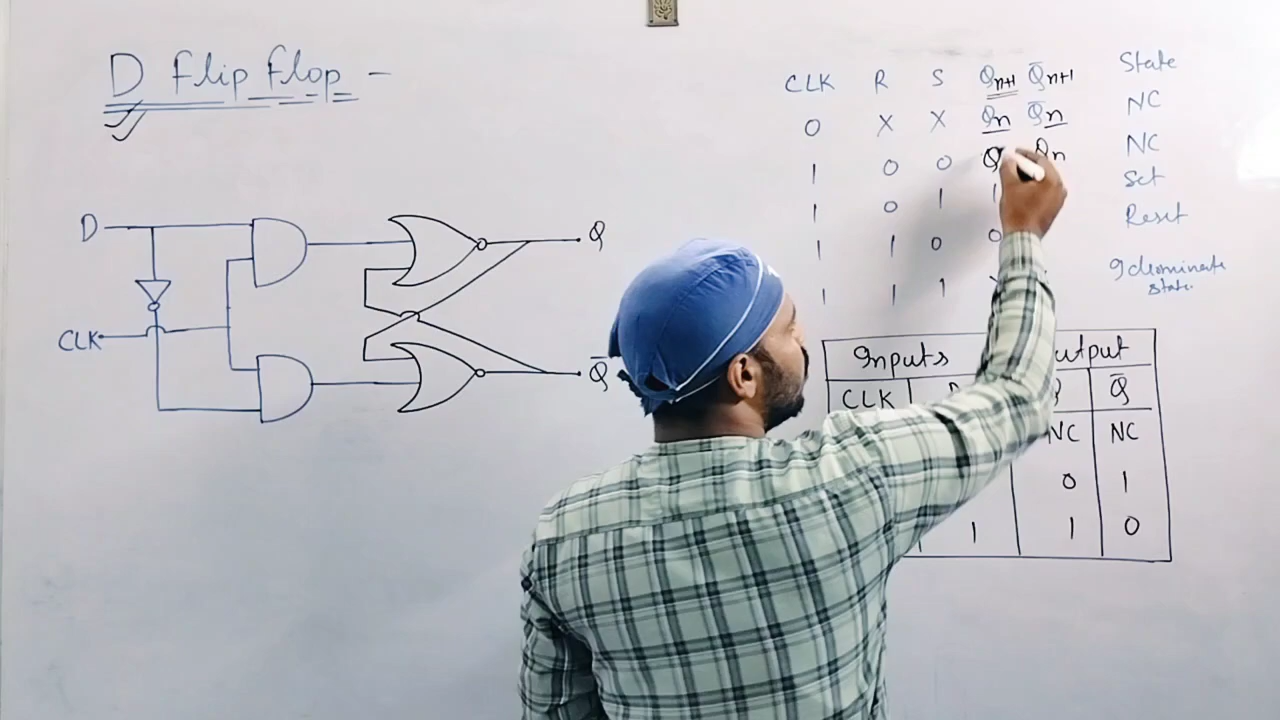 D Flip Flop -
D
CLK
Q
Q̅
CLK R S Qn+1 Q̅n+1 State
0 X X Qn Q̅n NC
1 0 0 Q Q̅n NC
1 0 1 1 Set
1 1 0 0 Reset
1 1 1 Indeominate
state.
Inputs utput
CLK Q̅
NC NC
0 1
1 1 0